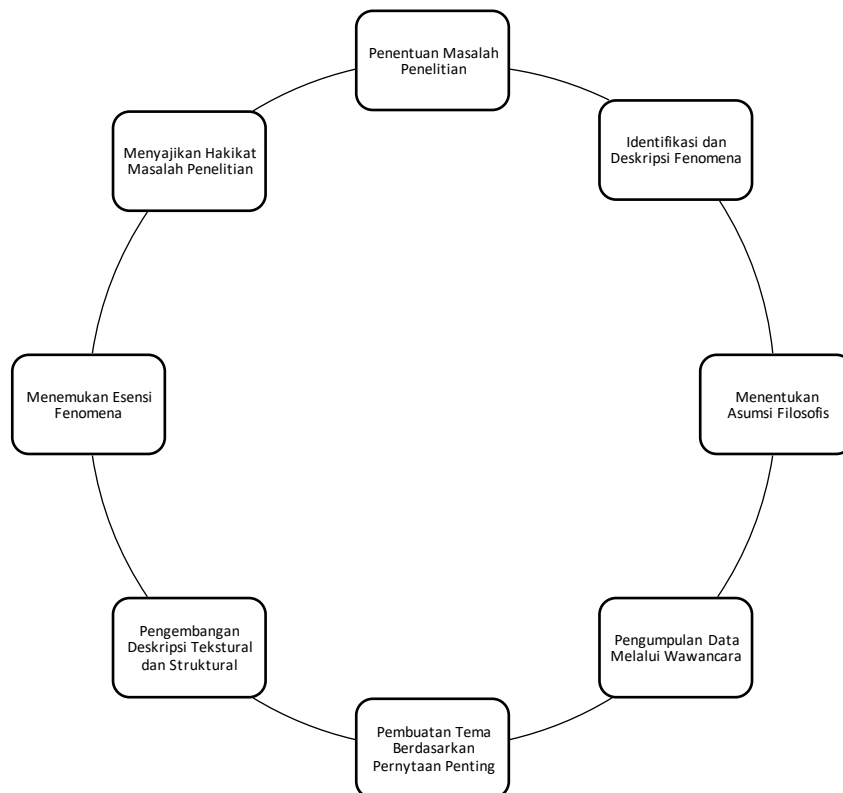 Penentuan Masalah
Penelitian
Identifikasi dan
Deskripsi Fenomena
Menentukan
Asumsi Filosofis
Pengumpulan Data
Melalui Wawancara
Pembuatan Tema
Berdasarkan
Pernytaan Penting
Pengembangan
Deskripsi Tekstural
dan Struktural
Menemukan Esensi
Fenomena
Menyajikan Hakikat
Masalah Penelitian